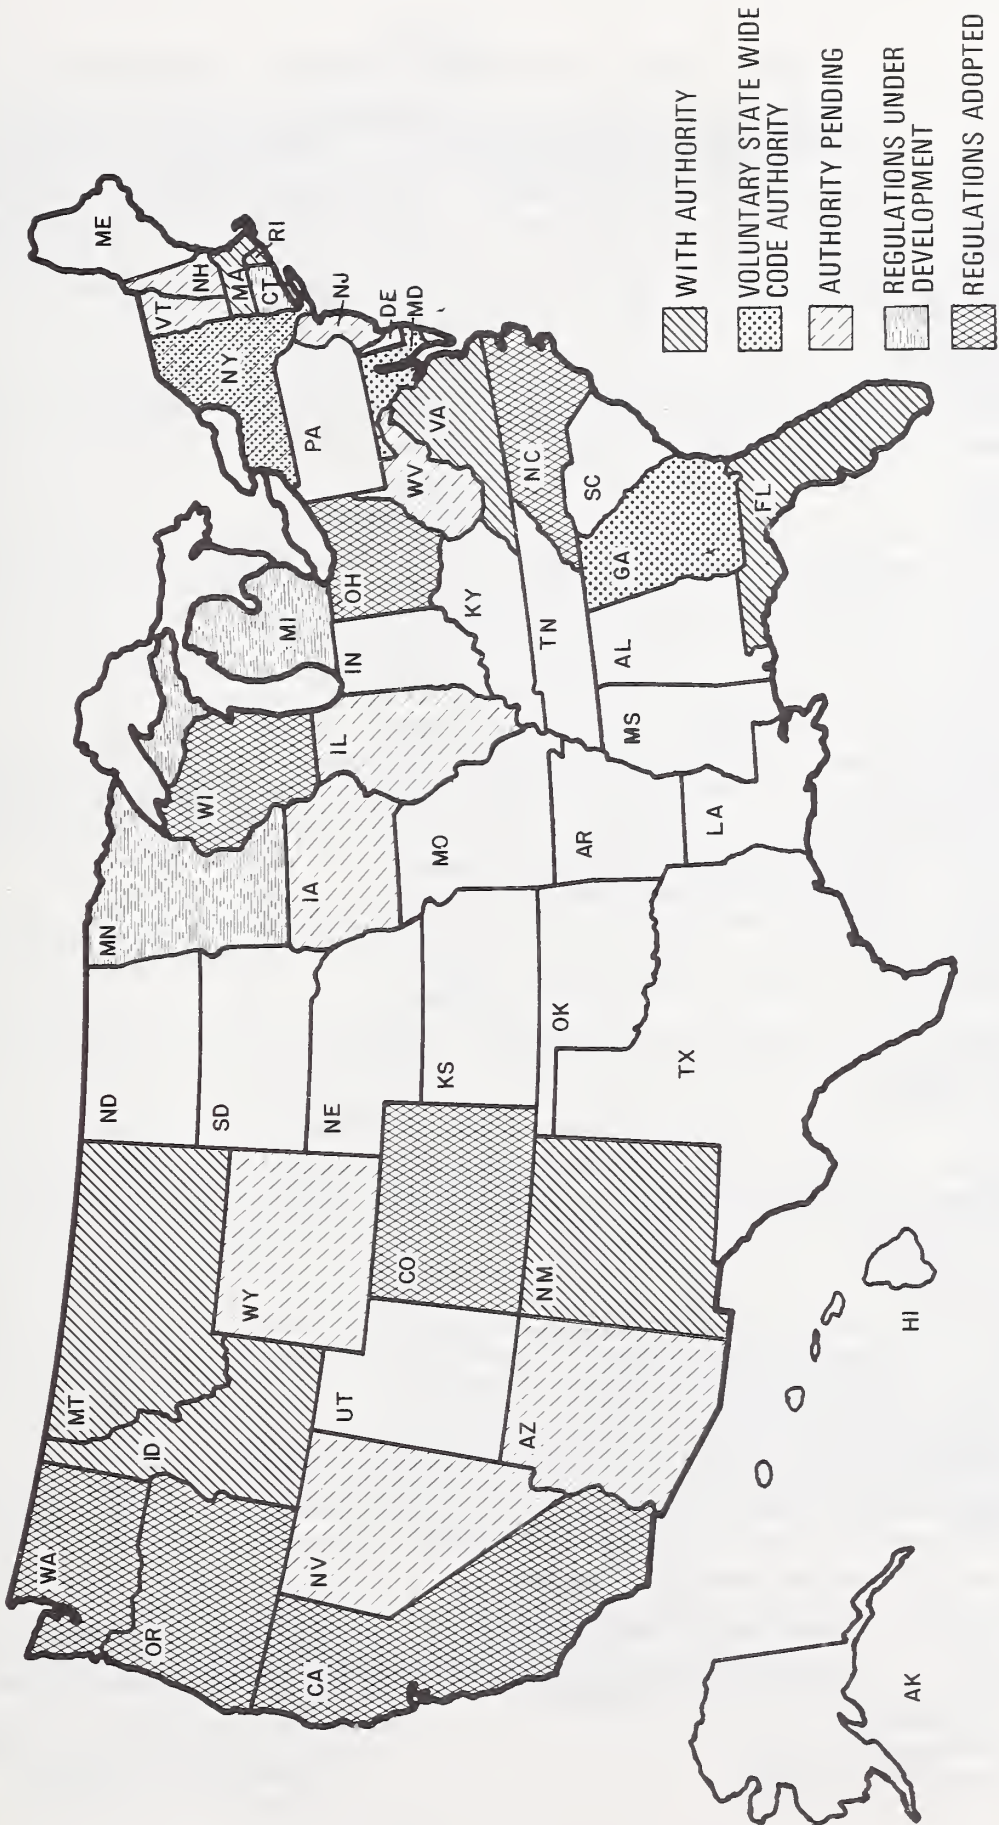 WA
OR
CA
ID
NV
MT
WY
UT
AZ
CO
NM
ND
SD
NE
KS
OK
TX
MN
IA
MO
AR
LA
WI
IL
MI
IN
OH
KY
TN
MS
AL
GA
FL
SC
NC
VA
WV
PA
NY
VT
NH
ME
MA
CT
RI
NJ
DE
MD
AK
HI
WITH AUTHORITY
VOLUNTARY STATE WIDE
CODE AUTHORITY
AUTHORITY PENDING
REGULATIONS UNDER
DEVELOPMENT
REGULATIONS ADOPTED